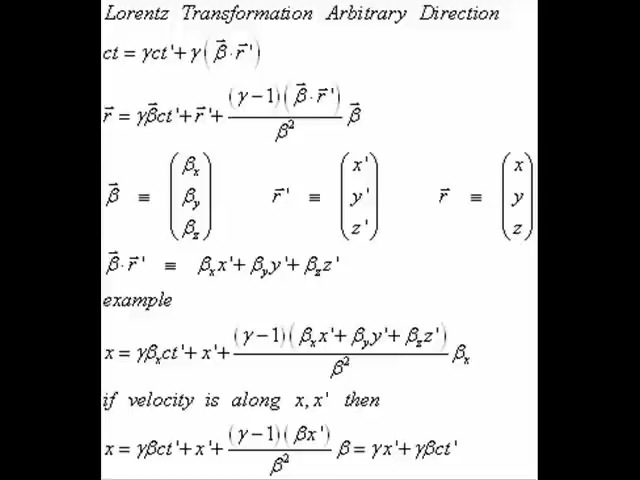 Lorentz Transformation Arbitrary Direction
ct = γct' + γ(β⃗·r⃗')
r⃗ = γβ⃗ct' + r⃗' + (γ−1)(β⃗·r⃗')/β² β⃗
β⃗ ≡ (βx βy βz) r⃗' ≡ (x' y' z') r⃗ ≡ (x y z)
β⃗·r⃗' ≡ βxx' + βyy' + βzz'
example
x = γβxct' + x' + (γ−1)(βxx' + βyy' + βzz')/β² βx
if velocity is along x, x' then
x = γβct' + x' + (γ−1)(βx')/β² β = γx' + γβct'